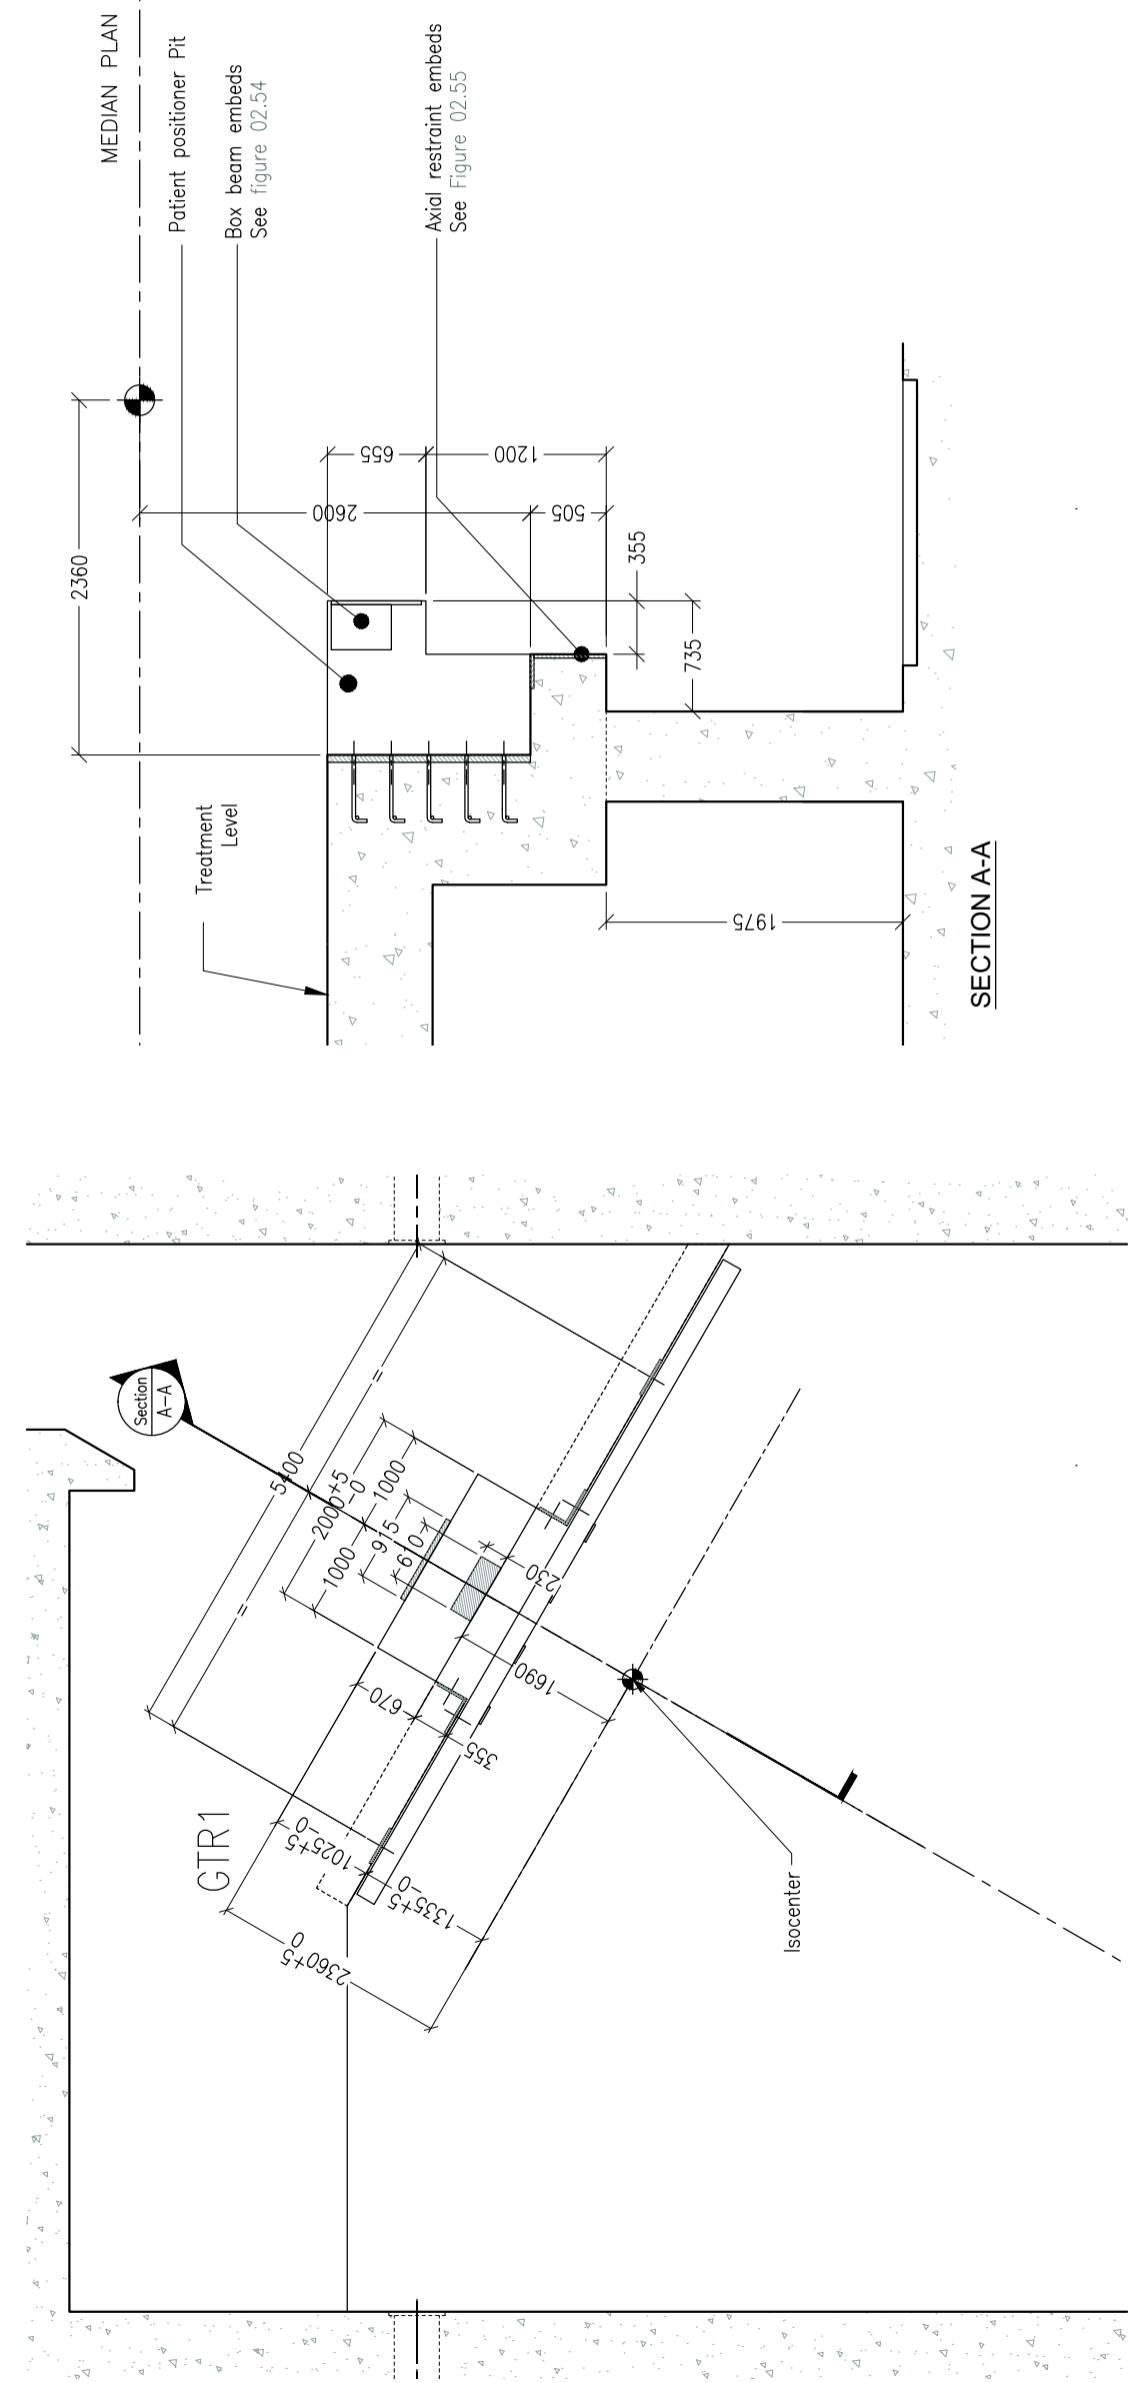 MEDIAN PLAN
Patient positioner Pit
Box beam embeds
See figure 02.54
Axial restraint embeds
See Figure 02.55
2360
655
1200
2600
505
355
735
Treatment
Level
1975
SECTION A-A
Section
A-A
5400
2000+5
-0
1000
1000
915
610
230
1690
670
355
GTR1
1025+5
-0
1335+5
-0
2360+5
0
Isocenter